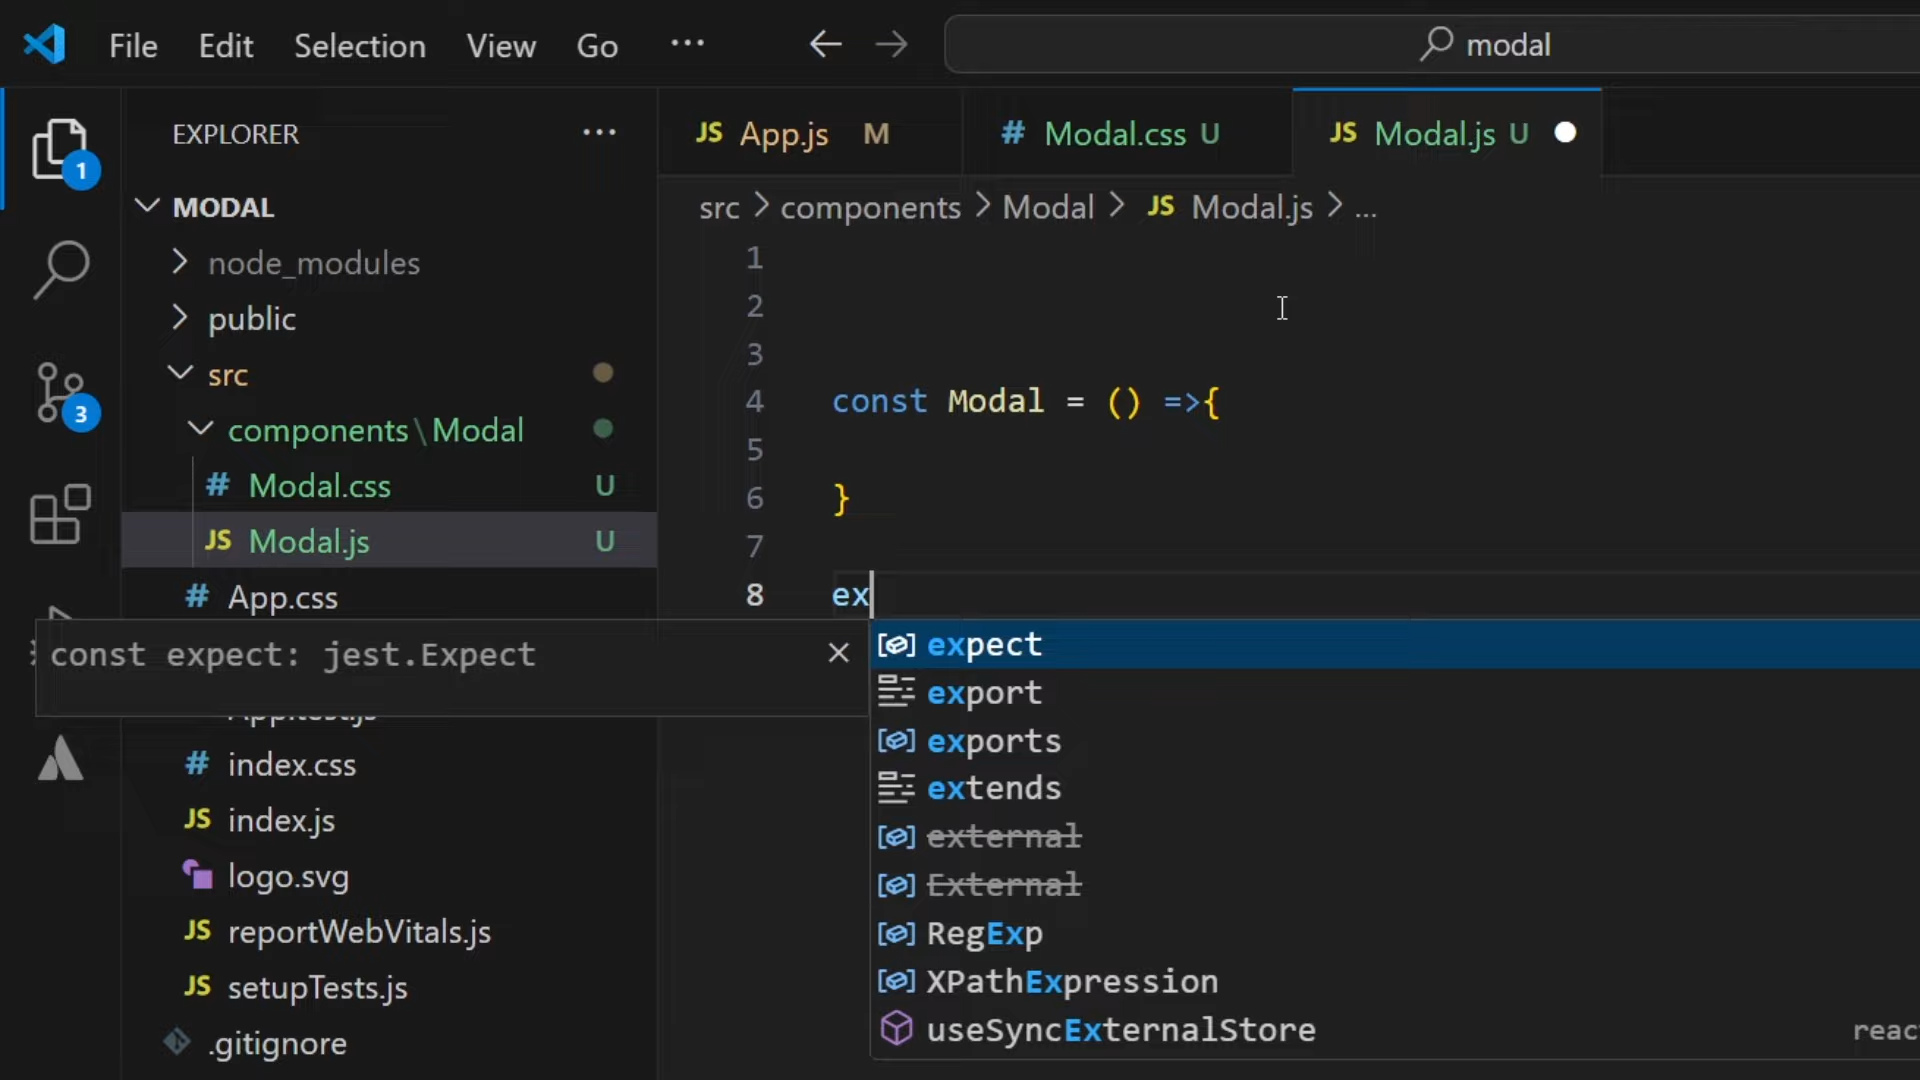 File Edit Selection View Go ··· ← → modal
EXPLORER ···
MODAL
node_modules
public
src
components\Modal
# Modal.css U
JS Modal.js U
# App.css
# index.css
JS index.js
logo.svg
JS reportWebVitals.js
JS setupTests.js
.gitignore
1
3
JS App.js M
# Modal.css U
JS Modal.js U
src > components > Modal > JS Modal.js > ...
1
2
3
4 const Modal = () =>{
5
6 }
7
8 ex
const expect: jest.Expect ×
expect
export
exports
extends
external
External
RegExp
XPathExpression
useSyncExternalStore